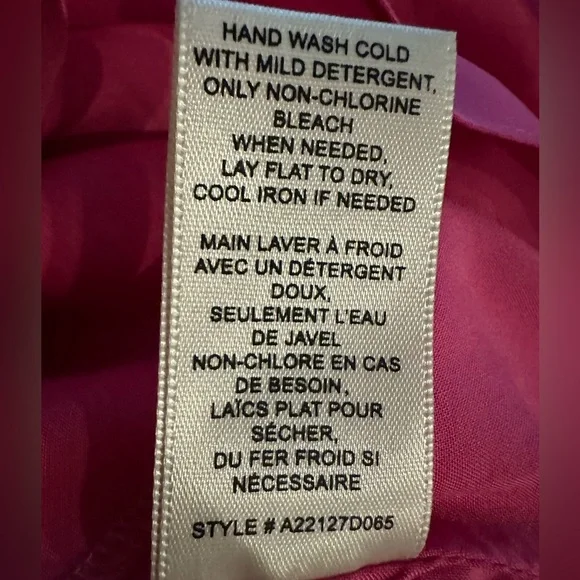 HAND WASH COLD
WITH MILD DETERGENT,
ONLY NON-CHLORINE
BLEACH
WHEN NEEDED,
LAY FLAT TO DRY,
COOL IRON IF NEEDED
MAIN LAVER À FROID
AVEC UN DÉTERGENT
DOUX,
SEULEMENT L'EAU
DE JAVEL
NON-CHLORE EN CAS
DE BESOIN,
LAÏCS PLAT POUR
SÉCHER,
DU FER FROID SI
NÉCESSAIRE
STYLE # A22127D065